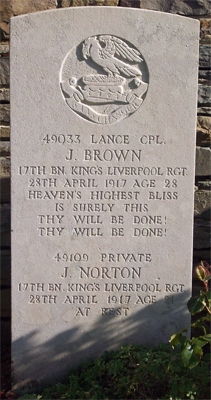 49033 LANCE CPL.
J. BROWN
17TH BN. KING'S LIVERPOOL RGT.
28TH APRIL 1917 AGE 28
HEAVEN'S HIGHEST BLISS
IS SURELY THIS
THY WILL BE DONE!
THY WILL BE DONE!
49109 PRIVATE
J. NORTON
17TH BN. KING'S LIVERPOOL RGT.
28TH APRIL 1917 AGE
AT REST